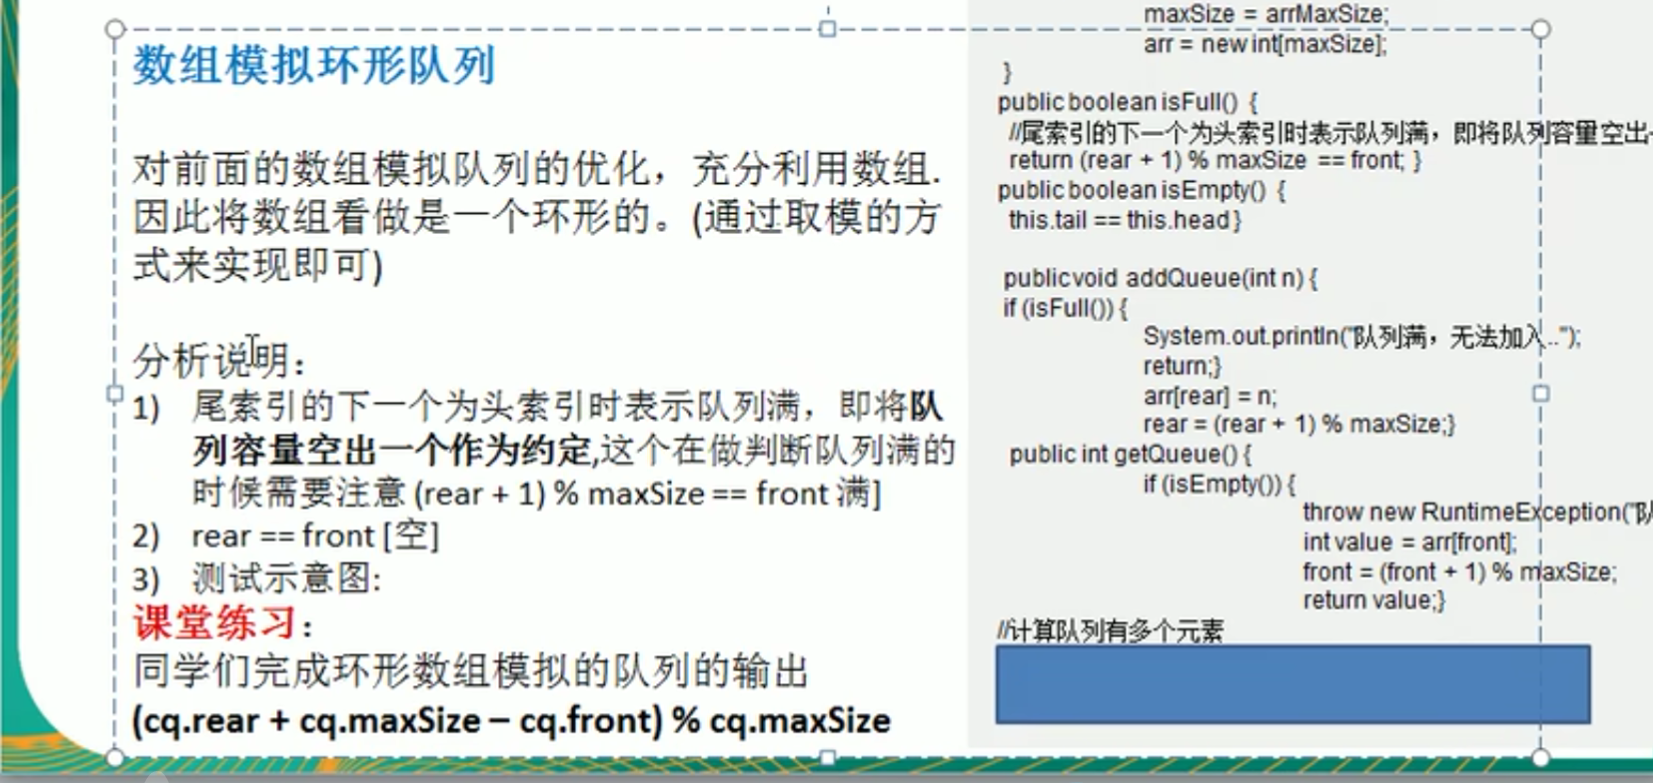 数组模拟环形队列
对前面的数组模拟队列的优化，充分利用数组.
因此将数组看做是一个环形的。(通过取模的方
式来实现即可)
分析说明：
1) 尾索引的下一个为头索引时表示队列满，即将队
列容量空出一个作为约定,这个在做判断队列满的
时候需要注意 (rear + 1) % maxSize == front 满]
2) rear == front [空]
3) 测试示意图:
课堂练习：
同学们完成环形数组模拟的队列的输出
(cq.rear + cq.maxSize – cq.front) % cq.maxSize
maxSize = arrMaxSize;
arr = new int[maxSize];
}
public boolean isFull() {
//尾索引的下一个为头索引时表示队列满，即将队列容量空出
return (rear + 1) % maxSize == front; }
public boolean isEmpty() {
this.tail == this.head }
public void addQueue(int n) {
if (isFull()) {
System.out.println("队列满，无法加入..");
return;}
arr[rear] = n;
rear = (rear + 1) % maxSize;}
public int getQueue() {
if (isEmpty()) {
throw new RuntimeException("队
int value = arr[front];
front = (front + 1) % maxSize;
return value;}
//计算队列有多个元素